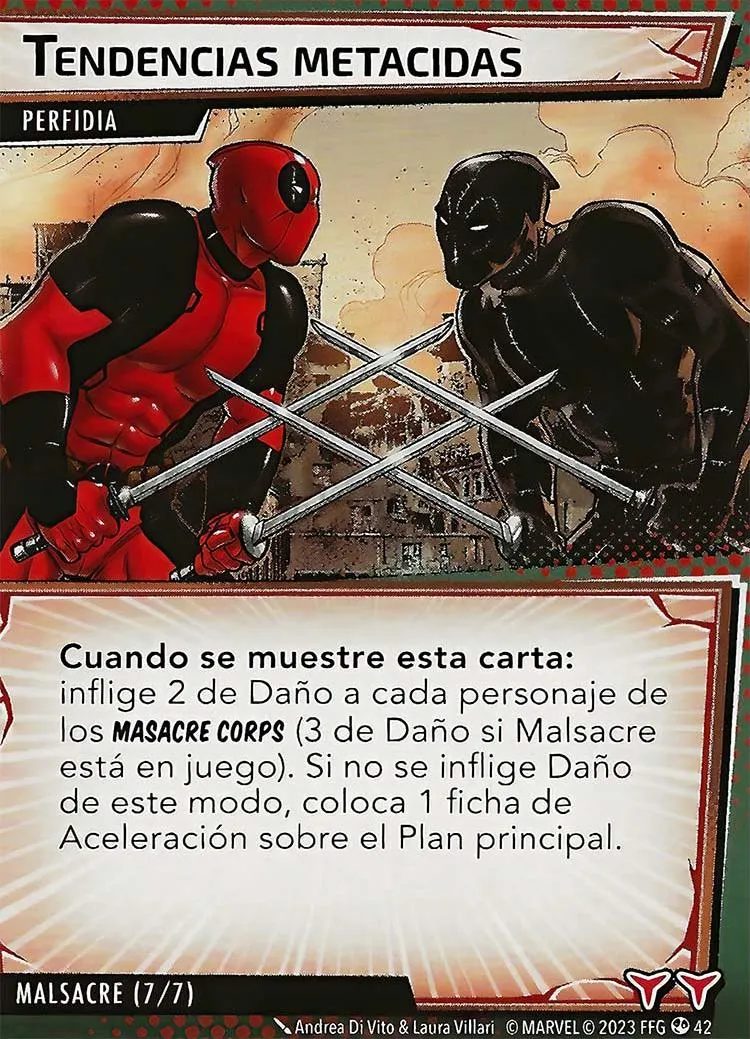 TENDENCIAS METACIDAS
PERFIDIA
Cuando se muestre esta carta:
inflige 2 de Daño a cada personaje de
los MASACRE CORPS (3 de Daño si Malsacre
está en juego). Si no se inflige Daño
de este modo, coloca 1 ficha de
Aceleración sobre el Plan principal.
MALSACRE (7/7)
Andrea Di Vito & Laura Villari © MARVEL © 2023 FFG 42